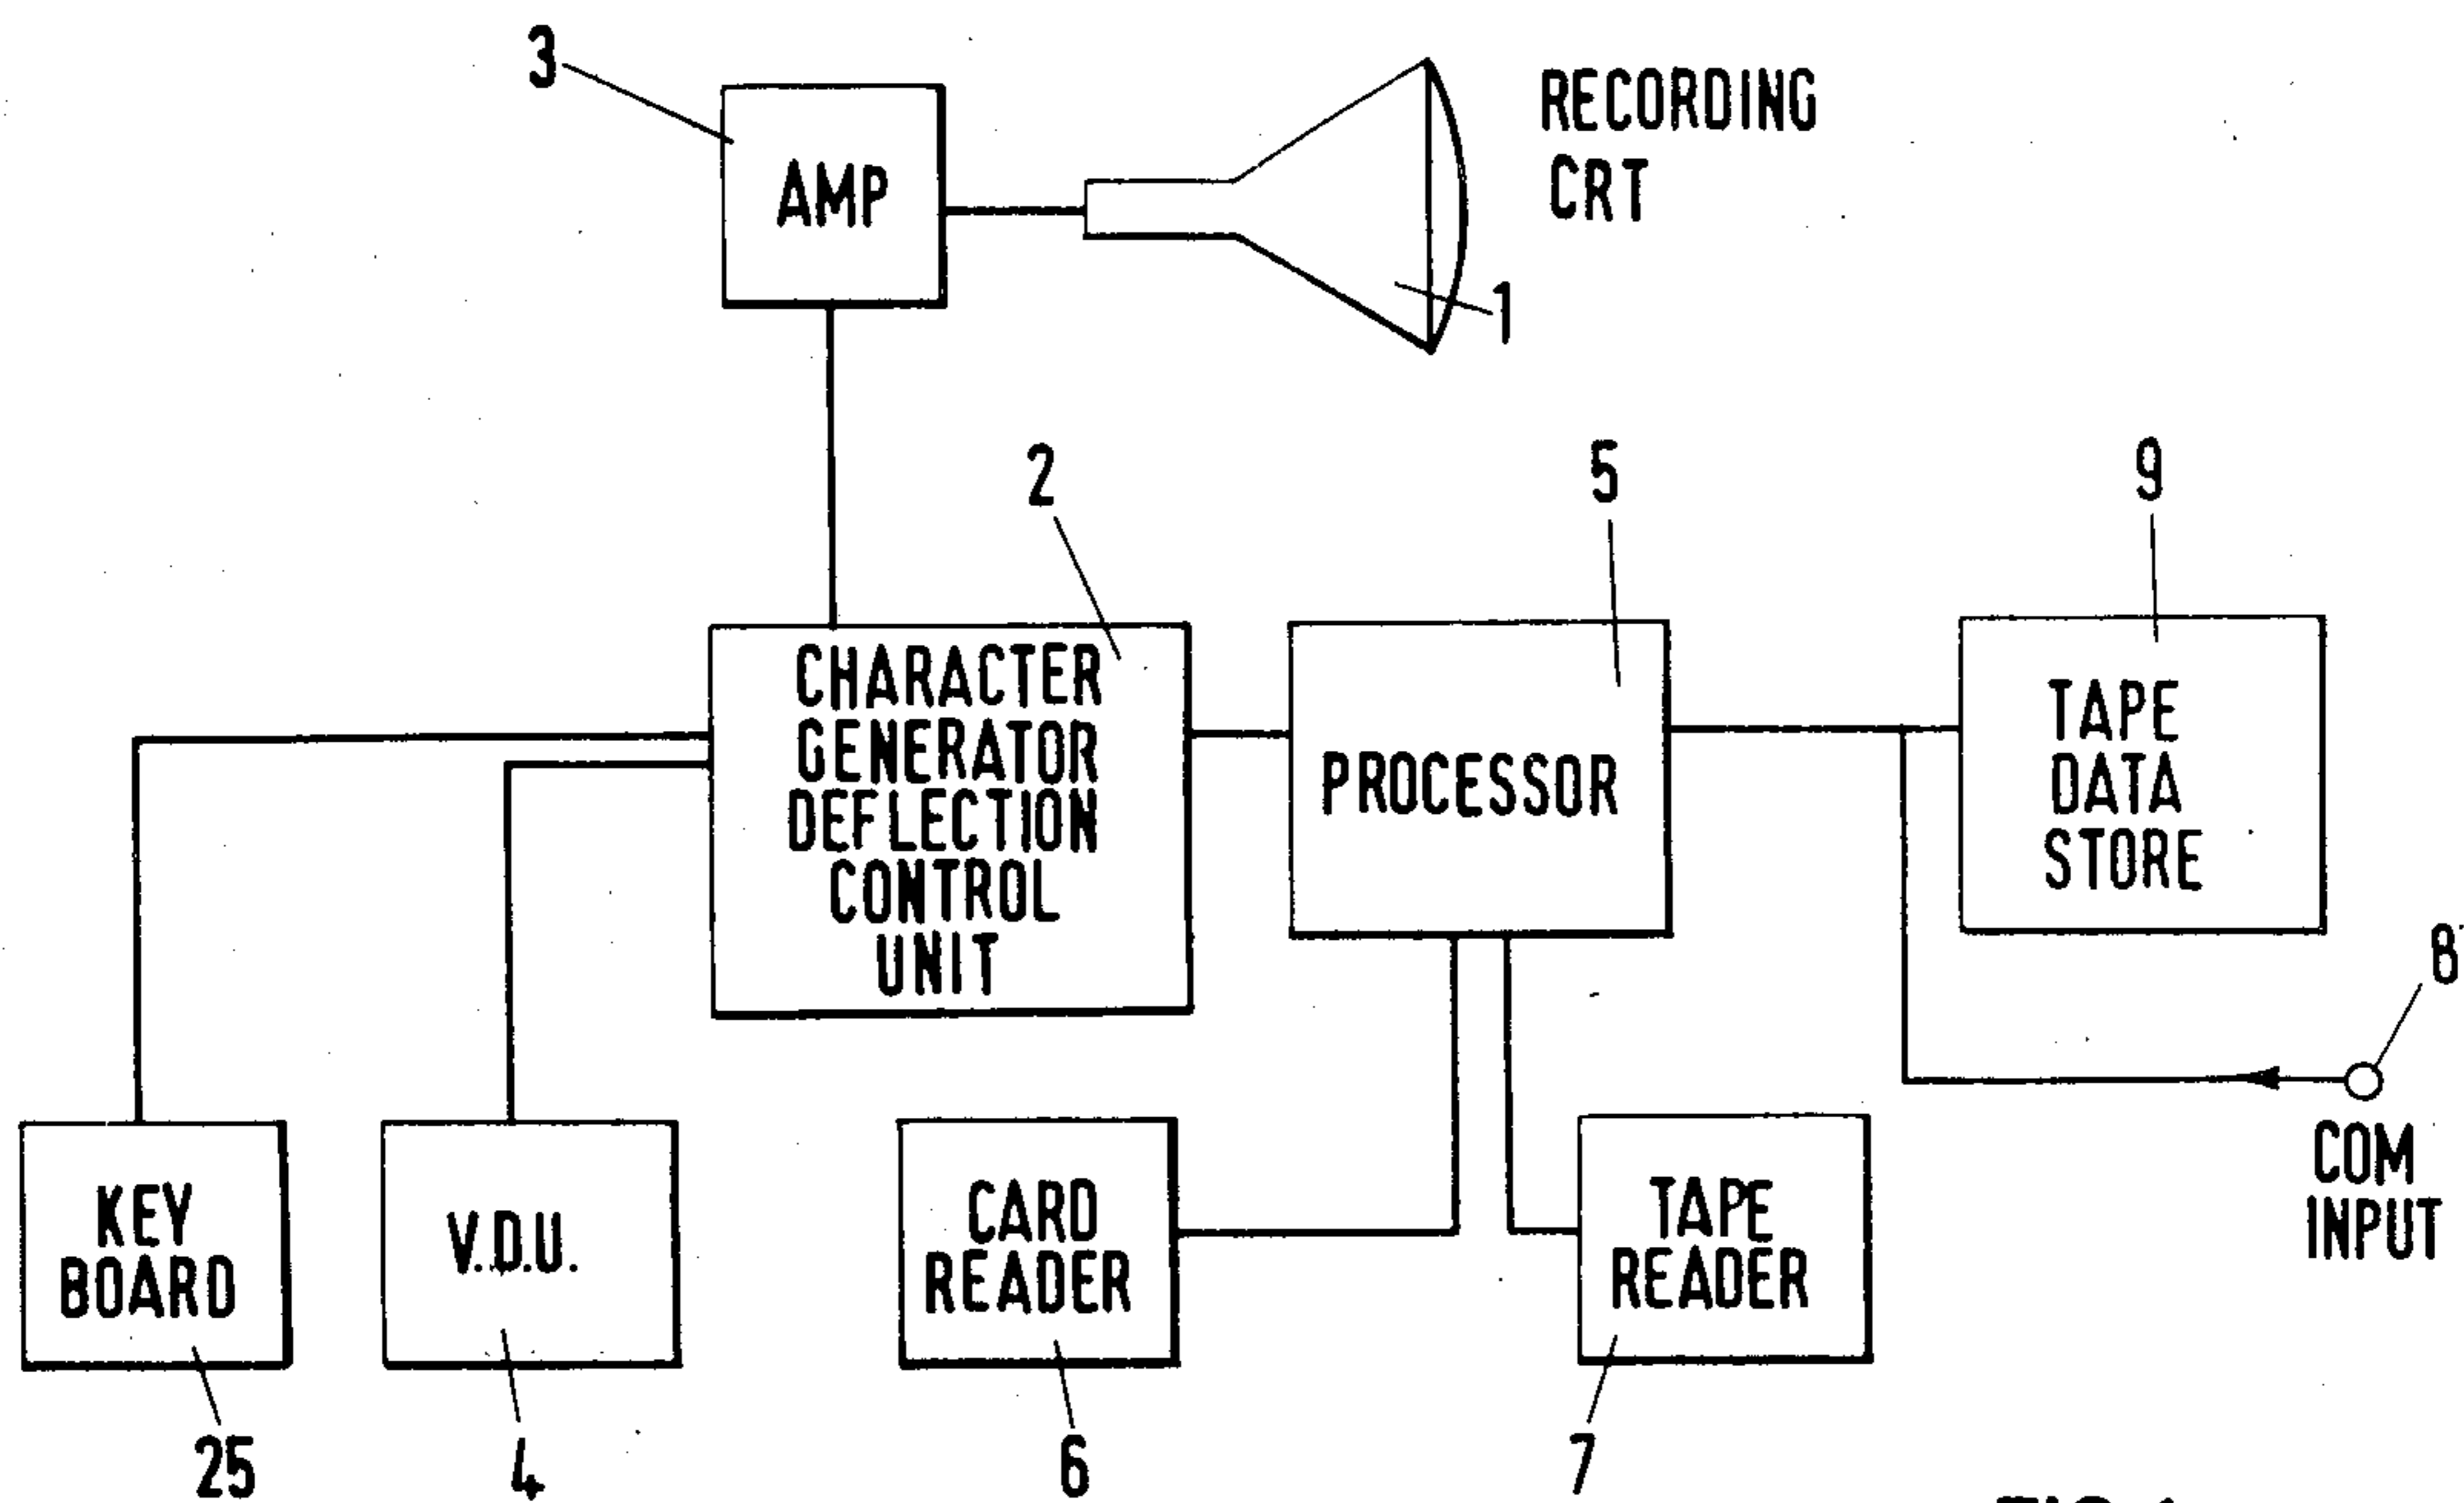 3
AMP
RECORDING
CRT
1
2
5
9
CHARACTER
GENERATOR
DEFLECTION
CONTROL
UNIT
PROCESSOR
TAPE
DATA
STORE
8
COM
INPUT
KEY
BOARD
V.D.U.
CARD
READER
TAPE
READER
25
4
6
7